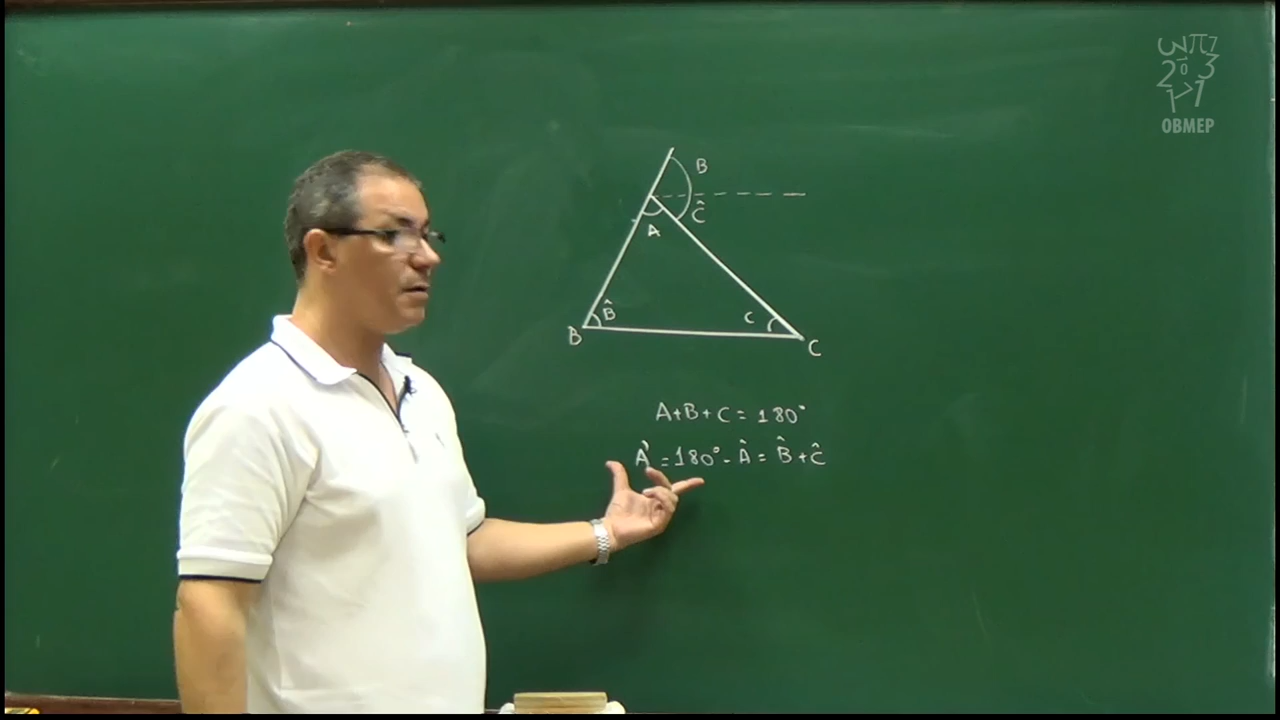 B
Ĉ
A
B̂
C
B
C
A+B+C = 180°
A' = 180° - Â = B̂ + Ĉ
OBMEP